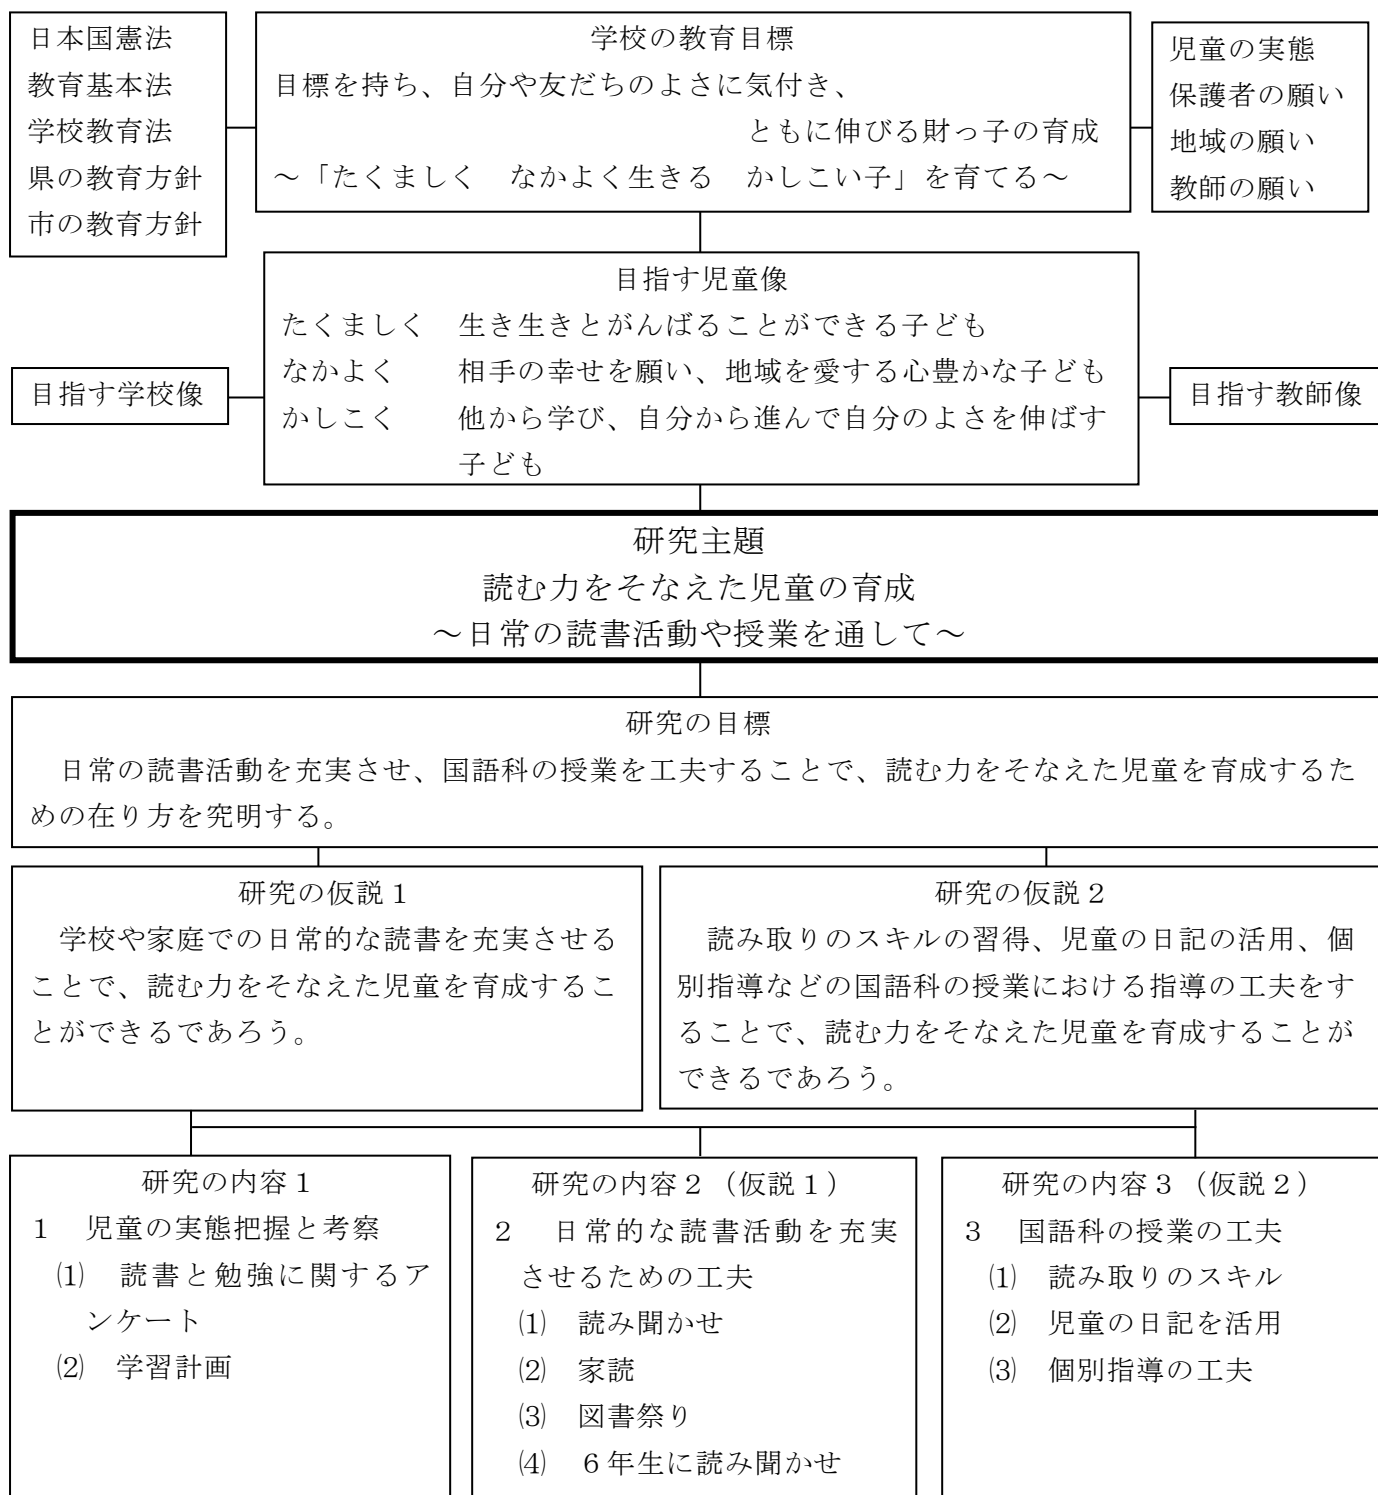 日本国憲法
教育基本法
学校教育法
県の教育方針
市の教育方針
学校の教育目標
目標を持ち、自分や友だちのよさに気付き、
ともに伸びる財っ子の育成
～「たくましく　なかよく生きる　かしこい子」を育てる～
児童の実態
保護者の願い
地域の願い
教師の願い
目指す学校像
目指す児童像
たくましく　生き生きとがんばることができる子ども
なかよく　　相手の幸せを願い、地域を愛する心豊かな子ども
かしこく　　他から学び、自分から進んで自分のよさを伸ばす
子ども
目指す教師像
研究主題
読む力をそなえた児童の育成
～日常の読書活動や授業を通して～
研究の目標
　日常の読書活動を充実させ、国語科の授業を工夫することで、読む力をそなえた児童を育成するた
めの在り方を究明する。
研究の仮説１
　学校や家庭での日常的な読書を充実させる
ことで、読む力をそなえた児童を育成するこ
とができるであろう。
研究の仮説２
　読み取りのスキルの習得、児童の日記の活用、個
別指導などの国語科の授業における指導の工夫をす
ることで、読む力をそなえた児童を育成することが
できるであろう。
研究の内容１
１　児童の実態把握と考察
⑴　読書と勉強に関するア
ンケート
⑵　学習計画
研究の内容２（仮説１）
２　日常的な読書活動を充実
させるための工夫
⑴　読み聞かせ
⑵　家読
⑶　図書祭り
⑷　６年生に読み聞かせ
研究の内容３（仮説２）
３　国語科の授業の工夫
⑴　読み取りのスキル
⑵　児童の日記を活用
⑶　個別指導の工夫